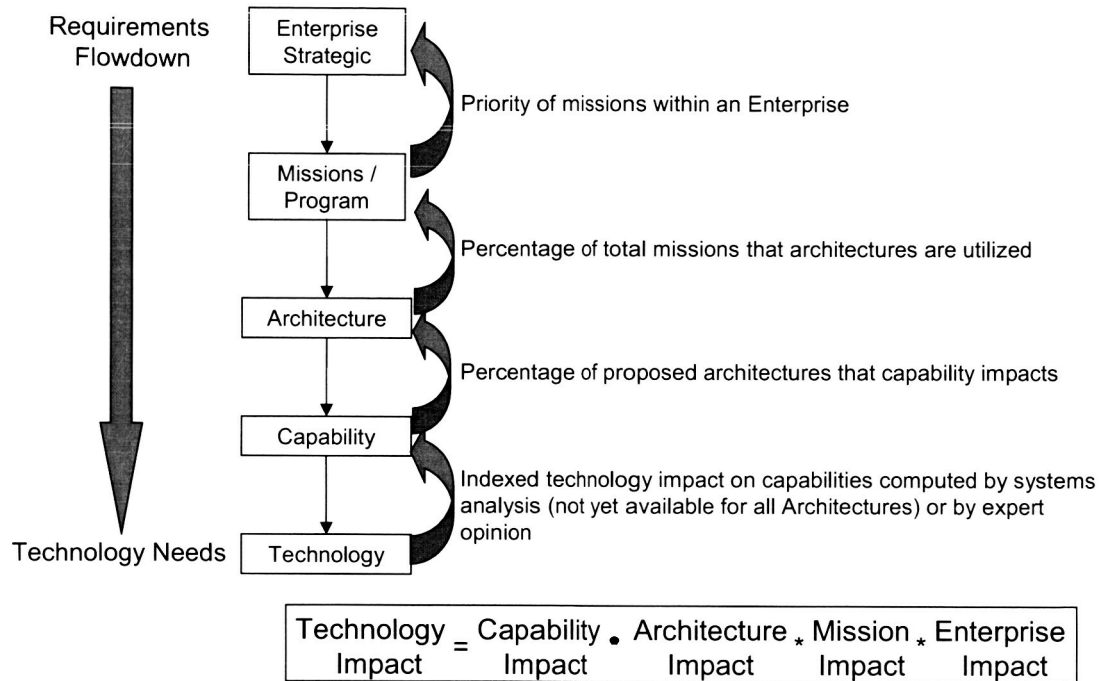 Requirements
Flowdown
Enterprise
Strategic
Priority of missions within an Enterprise
Missions /
Program
Percentage of total missions that architectures are utilized
Architecture
Percentage of proposed architectures that capability impacts
Capability
Indexed technology impact on capabilities computed by systems
analysis (not yet available for all Architectures) or by expert
opinion
Technology Needs
Technology
Technology = Capability • Architecture * Mission * Enterprise
Impact Impact Impact Impact Impact